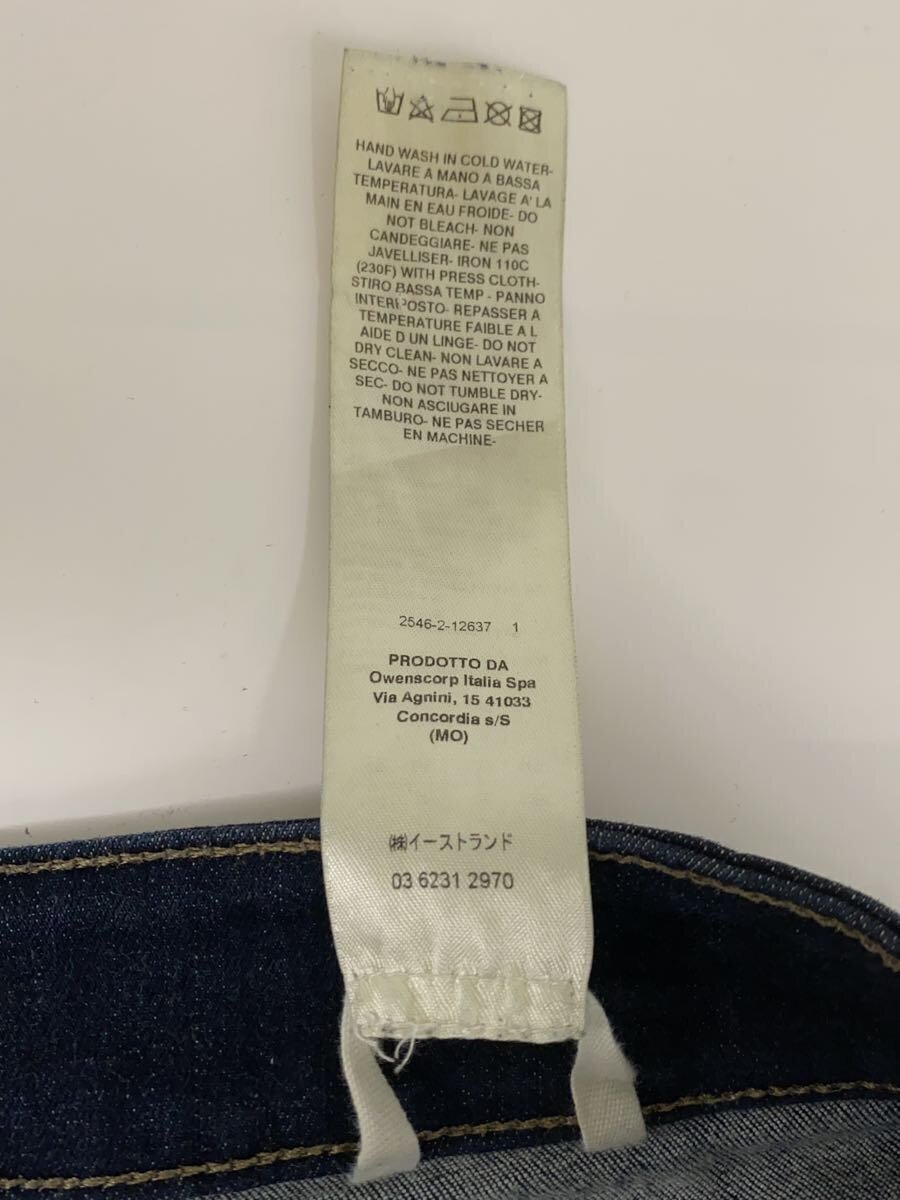 HAND WASH IN COLD WATER-
LAVARE A MANO A BASSA
TEMPERATURA- LAVAGE A' LA
MAIN EN EAU FROIDE- DO
NOT BLEACH- NON
CANDEGGIARE- NE PAS
JAVELLISER- IRON 110C
(230F) WITH PRESS CLOTH-
STIRO BASSA TEMP - PANNO
INTERPOSTO- REPASSER A
TEMPERATURE FAIBLE A L
AIDE D UN LINGE- DO NOT
DRY CLEAN- NON LAVARE A
SECCO- NE PAS NETTOYER A
SEC- DO NOT TUMBLE DRY-
NON ASCIUGARE IN
TAMBURO- NE PAS SECHER
EN MACHINE-
2546-2-12637 1
PRODOTTO DA
Owenscorp Italia Spa
Via Agnini, 15 41033
Concordia s/S
(MO)
㈱イーストランド
03 6231 2970